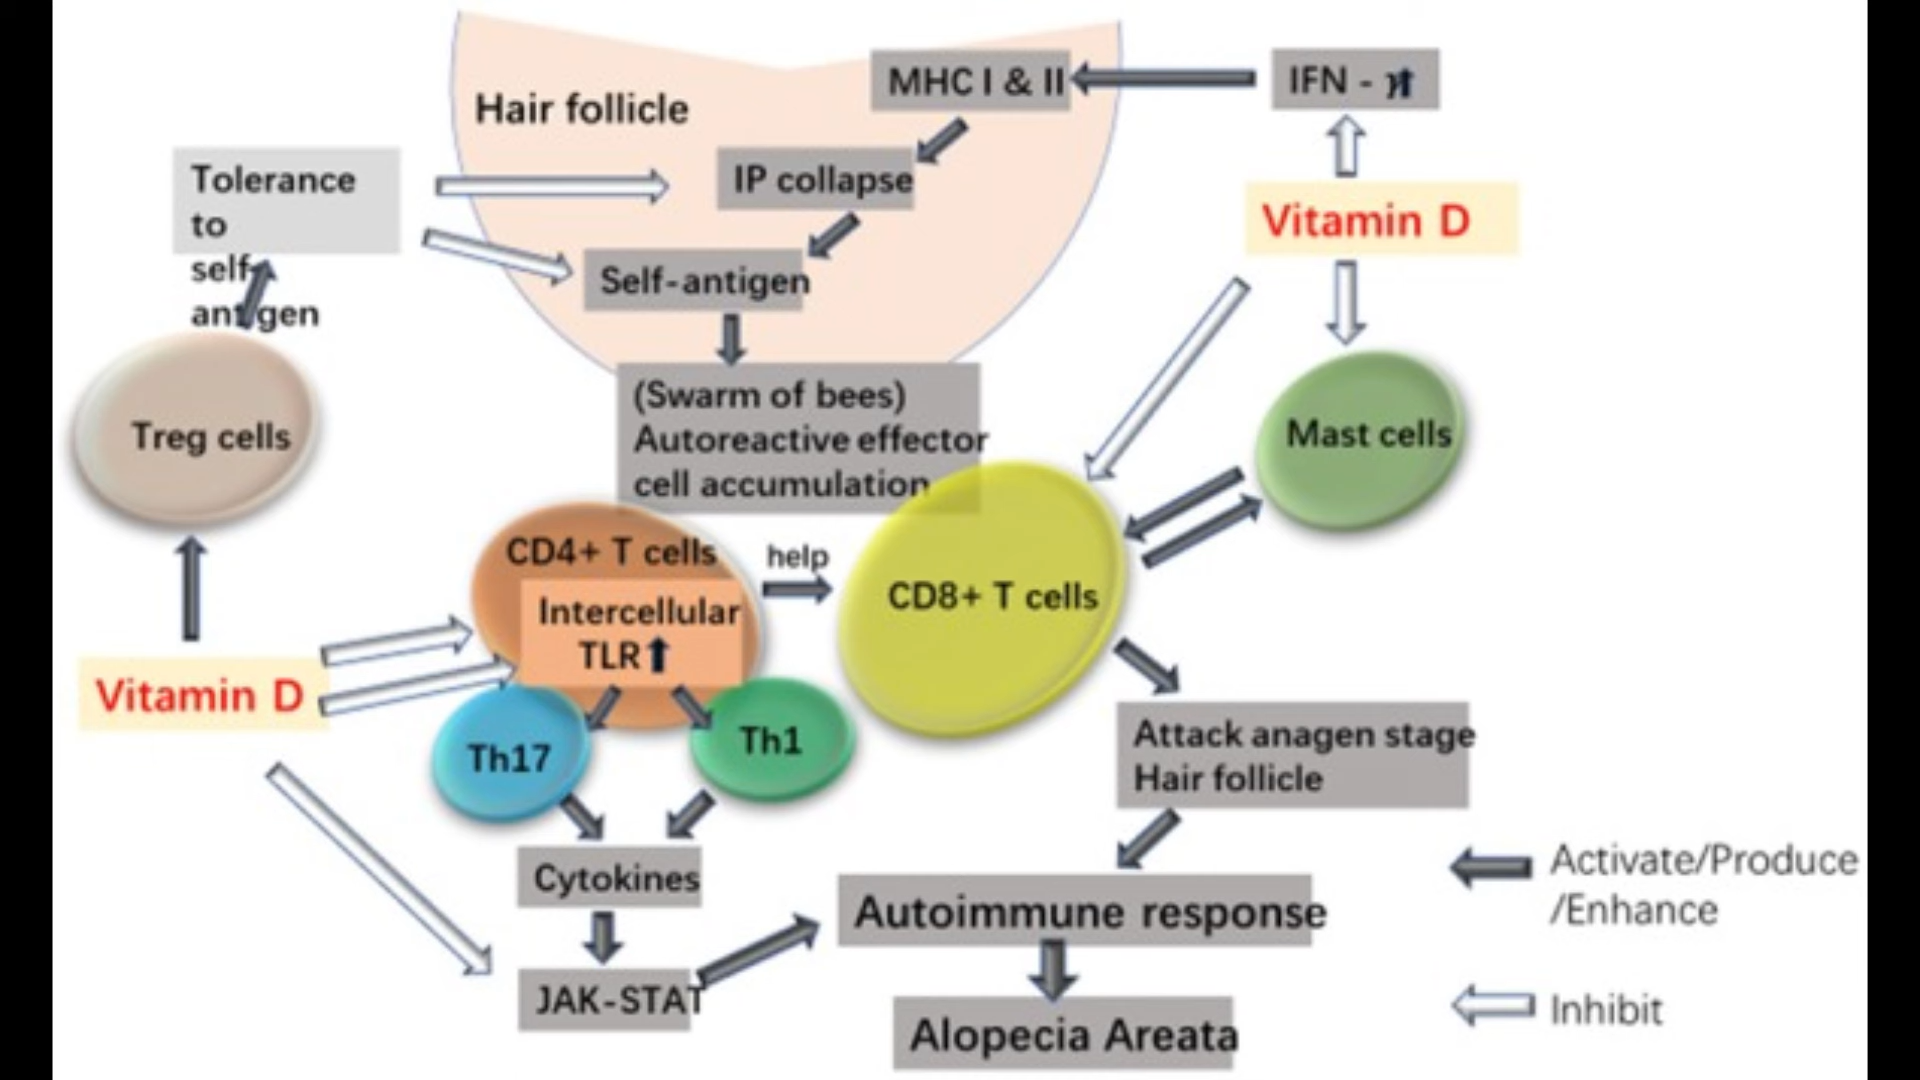 Hair follicle
MHC I & II
IFN - γ
IP collapse
Tolerance
to
self-
antigen
Vitamin D
Self-antigen
(Swarm of bees)
Autoreactive effector
cell accumulation
Treg cells
Mast cells
CD4+ T cells
help
Intercellular
TLR
CD8+ T cells
Vitamin D
Th17
Th1
Attack anagen stage
Hair follicle
Cytokines
Autoimmune response
JAK-STAT
Alopecia Areata
Activate/Produce
/Enhance
Inhibit